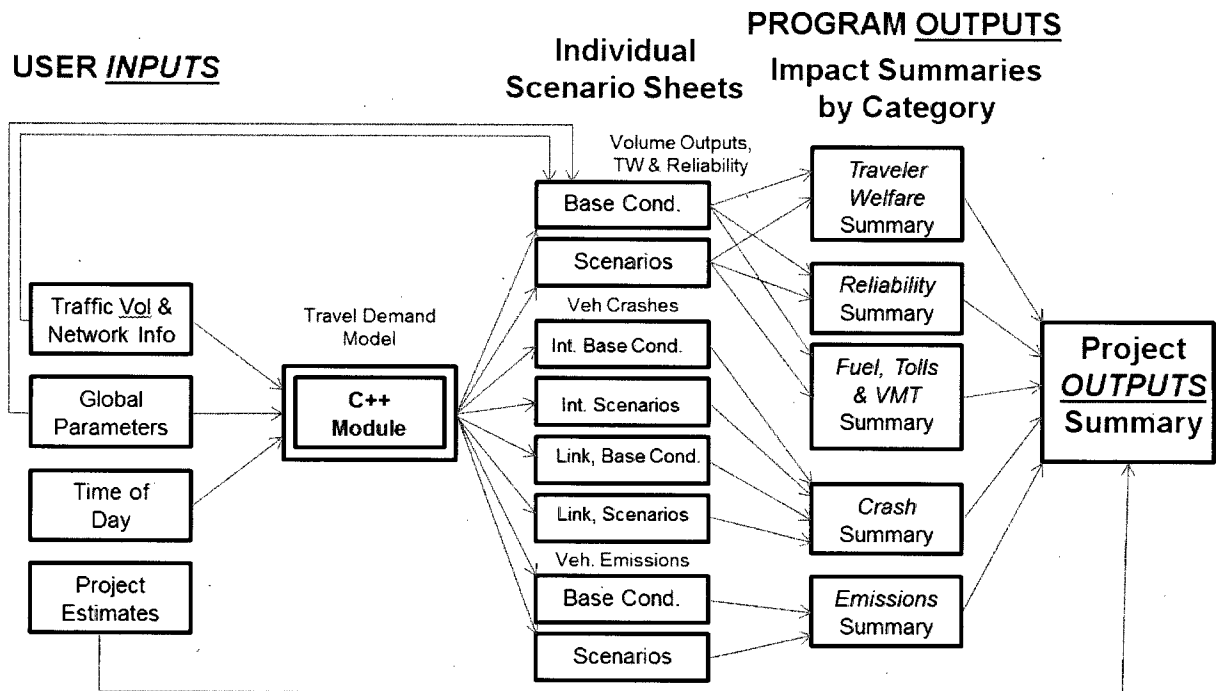 USER INPUTS
Individual
Scenario Sheets
PROGRAM OUTPUTS
Impact Summaries
by Category
Traffic Vol &
Network Info
Global
Parameters
Time of
Day
Project
Estimates
Travel Demand
Model
C++
Module
Volume Outputs,
TW & Reliability
Base Cond.
Scenarios
Veh Crashes
Int. Base Cond.
Int. Scenarios
Link, Base Cond.
Link, Scenarios
Veh. Emissions
Base Cond.
Scenarios
Traveler
Welfare
Summary
Reliability
Summary
Fuel, Tolls
& VMT
Summary
Crash
Summary
Emissions
Summary
Project
OUTPUTS
Summary